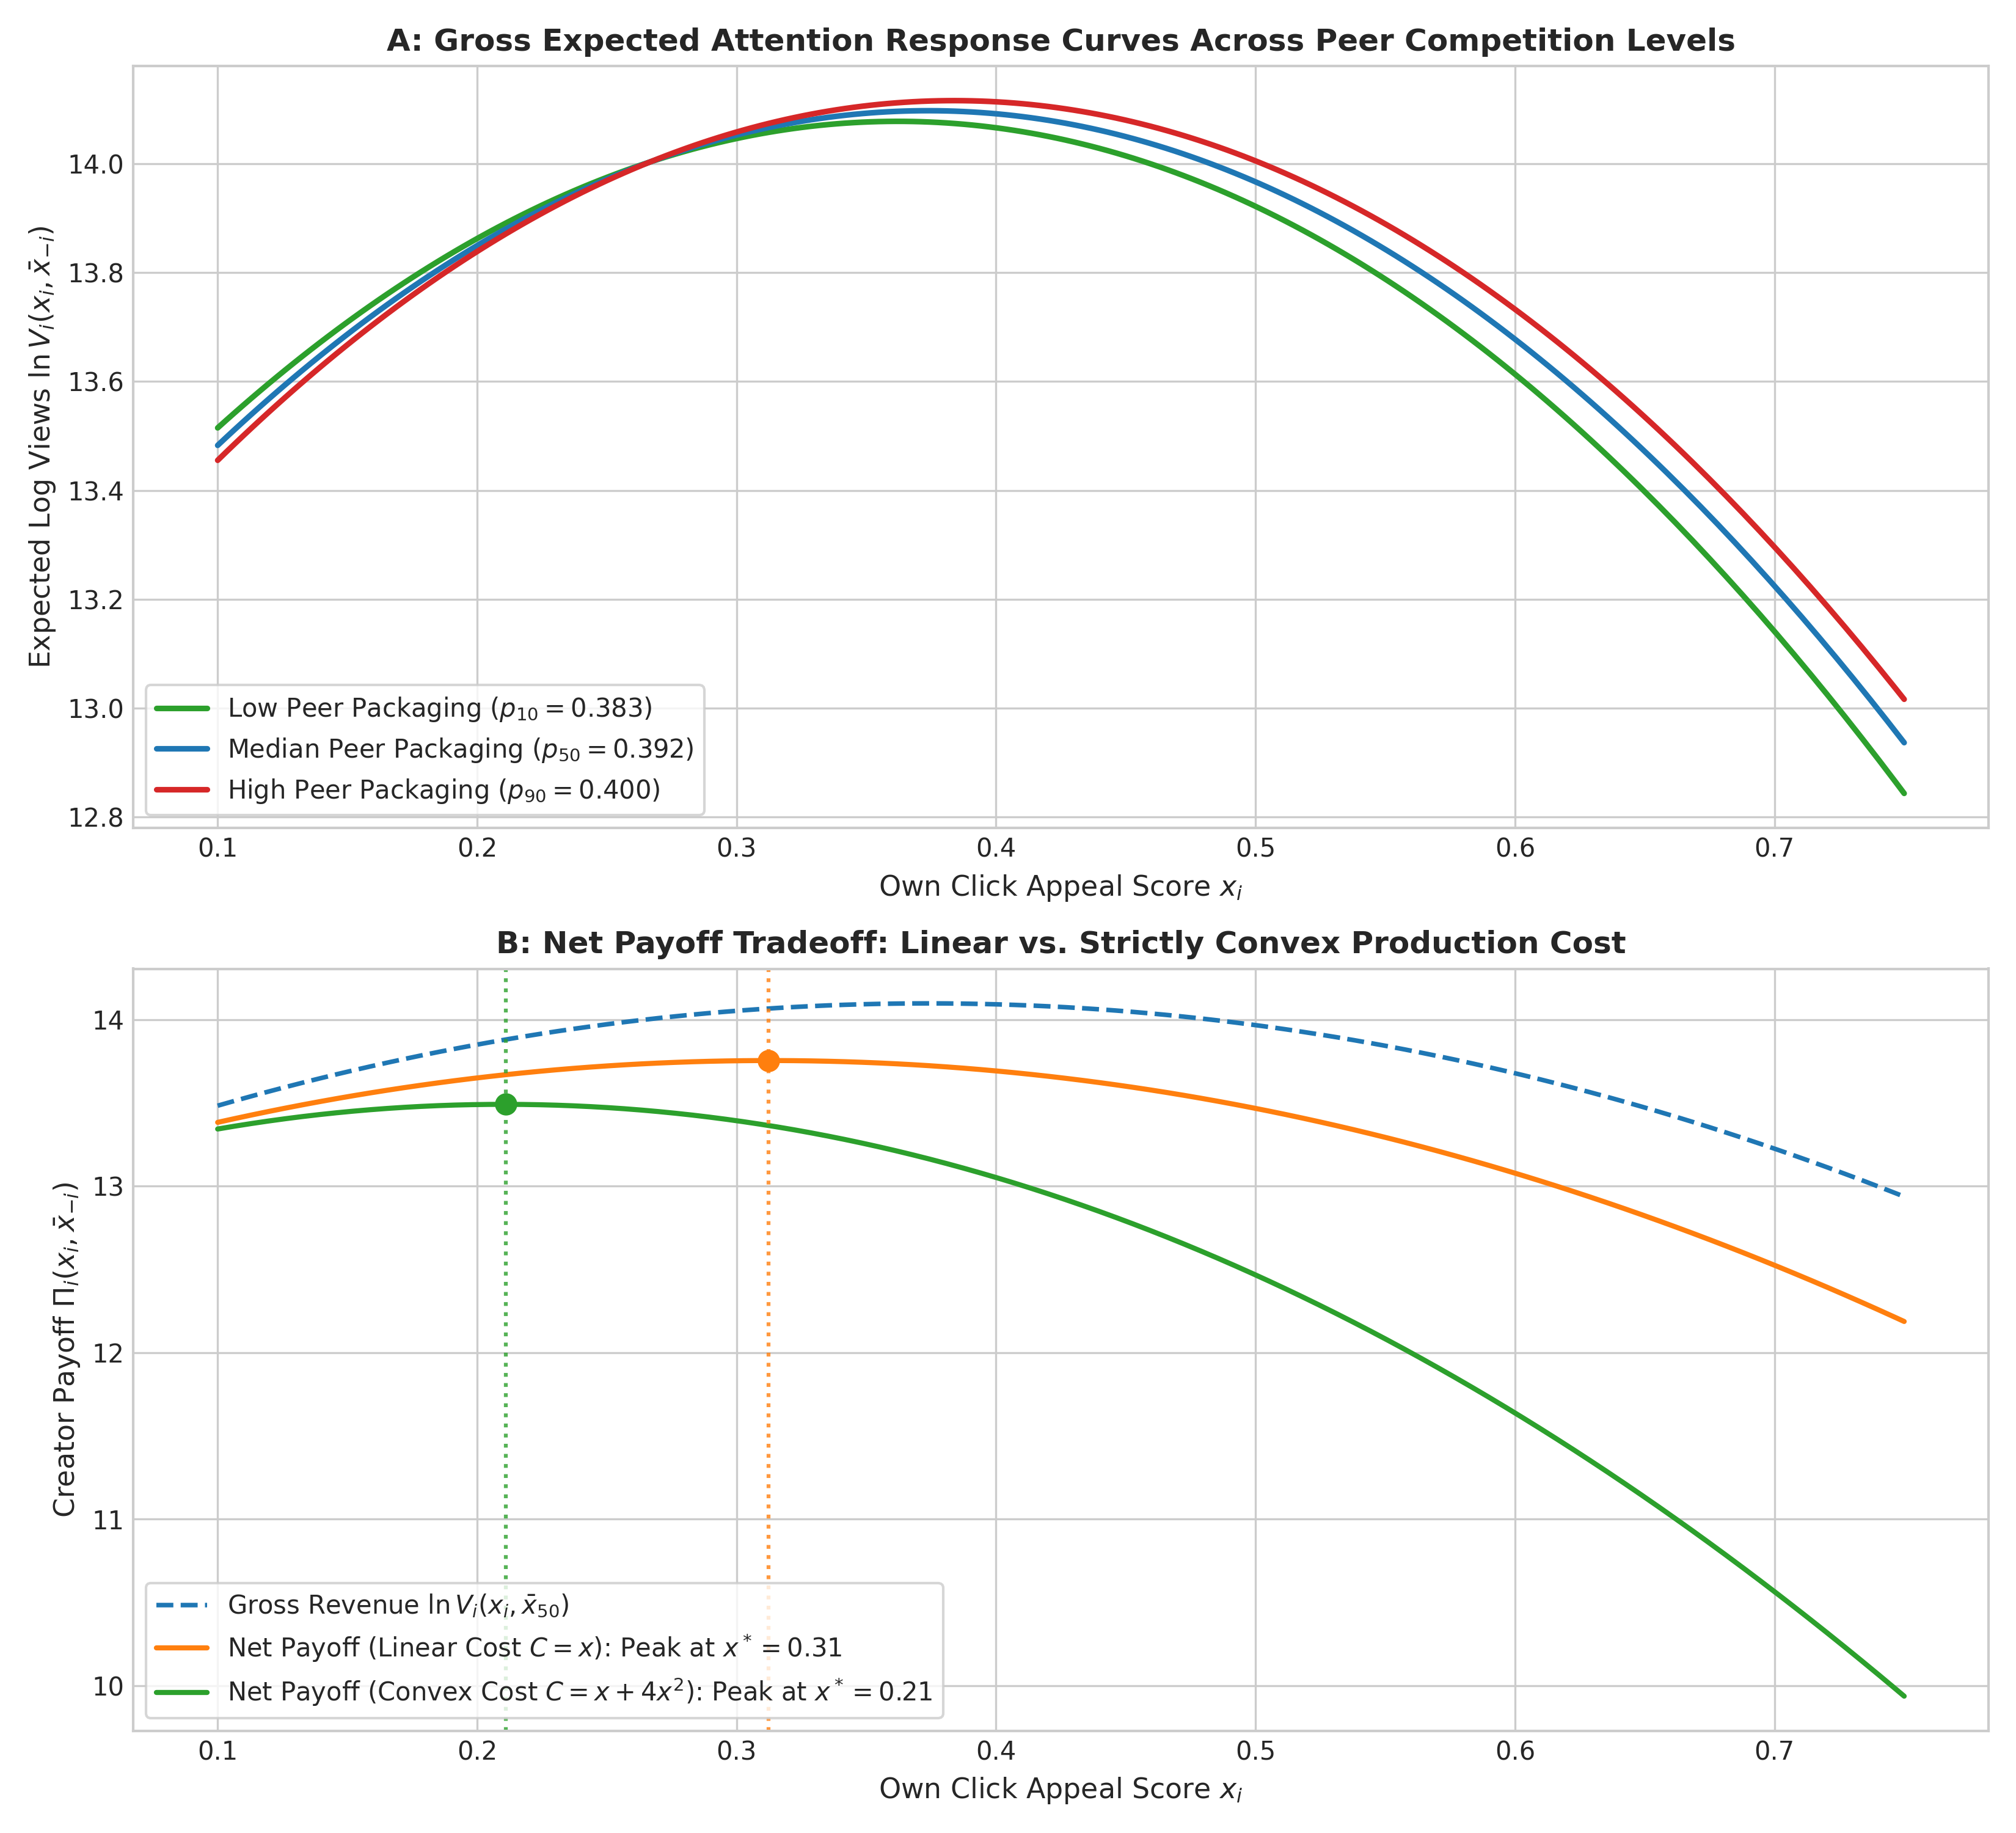 A: Gross Expected Attention Response Curves Across Peer Competition Levels
Expected Log Views ln V_i(x_i, x̄_{−i})
14.0
13.8
13.6
13.4
13.2
13.0
12.8
Low Peer Packaging (p₁₀ = 0.383)
Median Peer Packaging (p₅₀ = 0.392)
High Peer Packaging (p₉₀ = 0.400)
0.1 0.2 0.3 0.4 0.5 0.6 0.7
Own Click Appeal Score x_i
B: Net Payoff Tradeoff: Linear vs. Strictly Convex Production Cost
Creator Payoff Π_i(x_i, x̄_{−i})
14
13
12
11
10
Gross Revenue ln V_i(x_i, x̄₅₀)
Net Payoff (Linear Cost C = x): Peak at x* = 0.31
Net Payoff (Convex Cost C = x + 4x²): Peak at x* = 0.21
0.1 0.2 0.3 0.4 0.5 0.6 0.7
Own Click Appeal Score x_i